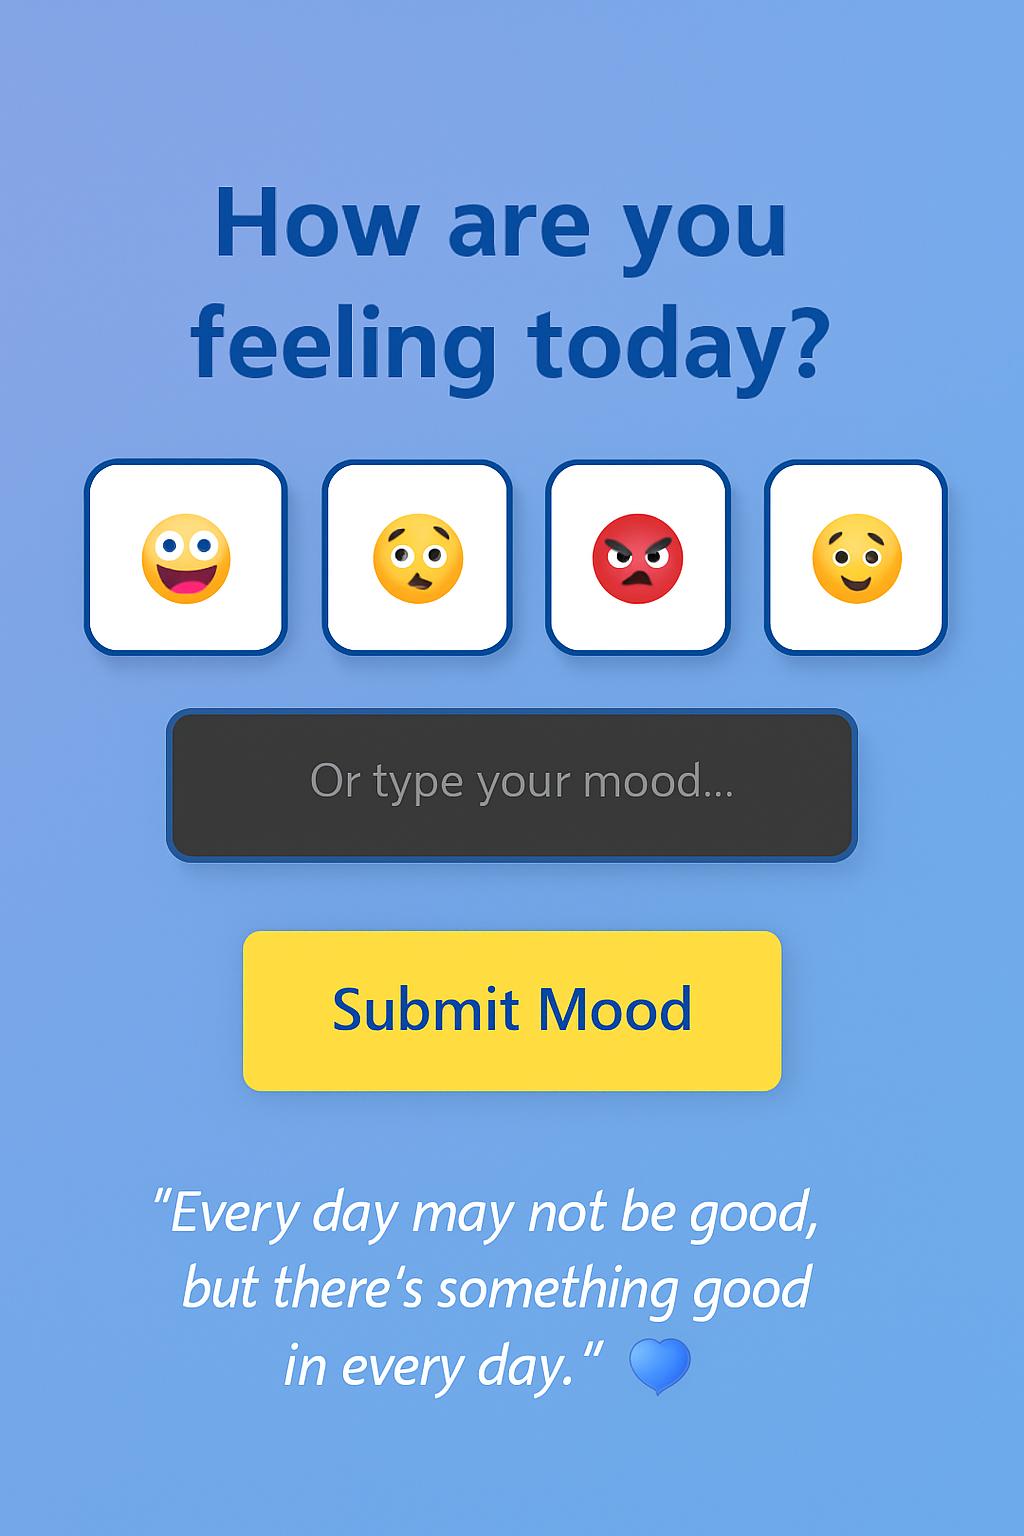 How are you
feeling today?
Or type your mood...
Submit Mood
"Every day may not be good,
but there's something good
in every day."